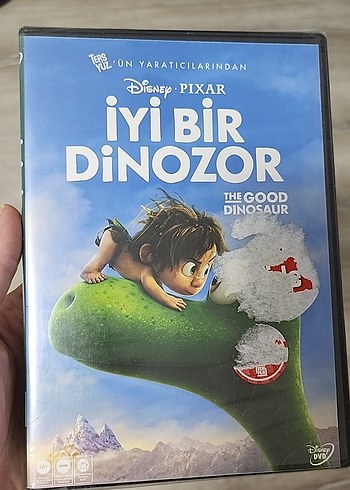 TERS YÜZ 'ÜN YARATICILARINDAN
Disney · PIXAR
İYİ BİR
DİNOZOR
THE GOOD
DINOSAUR
Disney
DVD